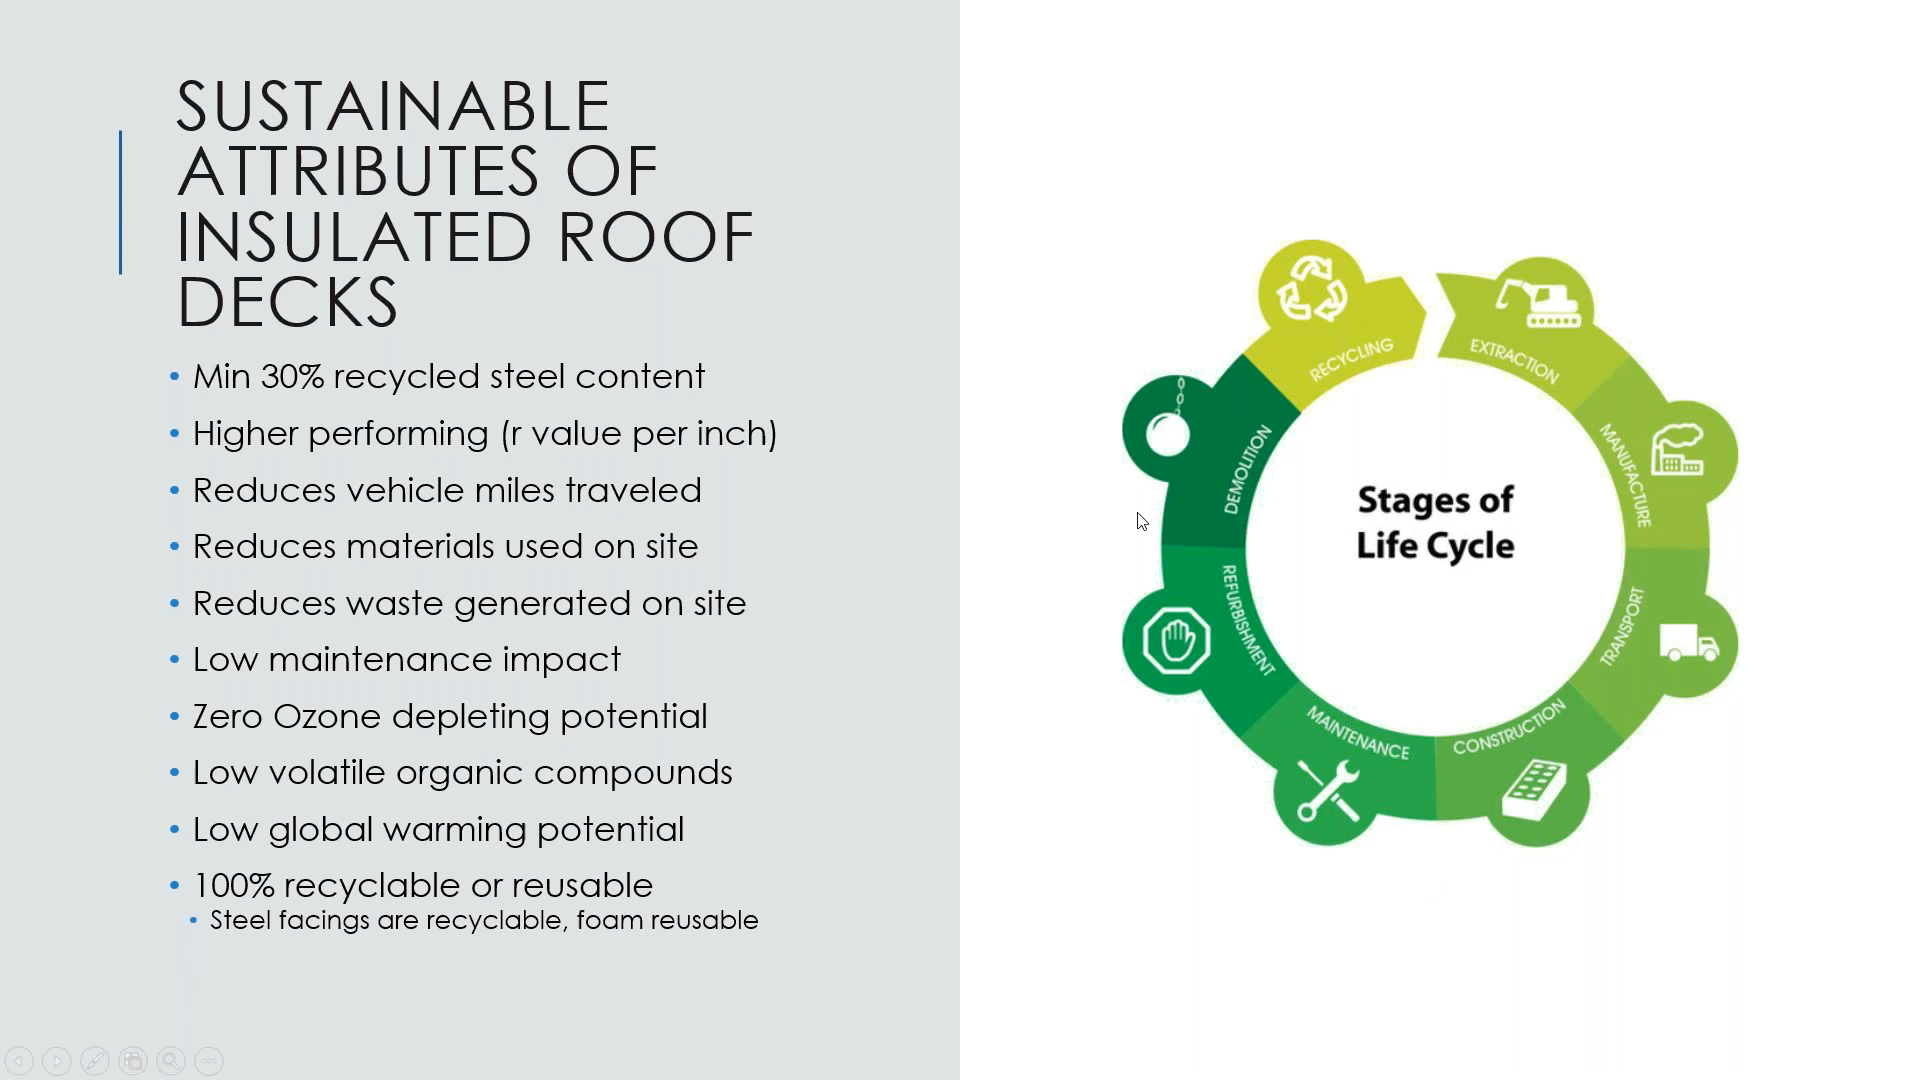 SUSTAINABLE
ATTRIBUTES OF
INSULATED ROOF
DECKS
• Min 30% recycled steel content
• Higher performing (r value per inch)
• Reduces vehicle miles traveled
• Reduces materials used on site
• Reduces waste generated on site
• Low maintenance impact
• Zero Ozone depleting potential
• Low volatile organic compounds
• Low global warming potential
• 100% recyclable or reusable
• Steel facings are recyclable, foam reusable
Stages of
Life Cycle
EXTRACTION
MANUFACTURE
TRANSPORT
CONSTRUCTION
MAINTENANCE
REFURBISHMENT
DEMOLITION
RECYCLING